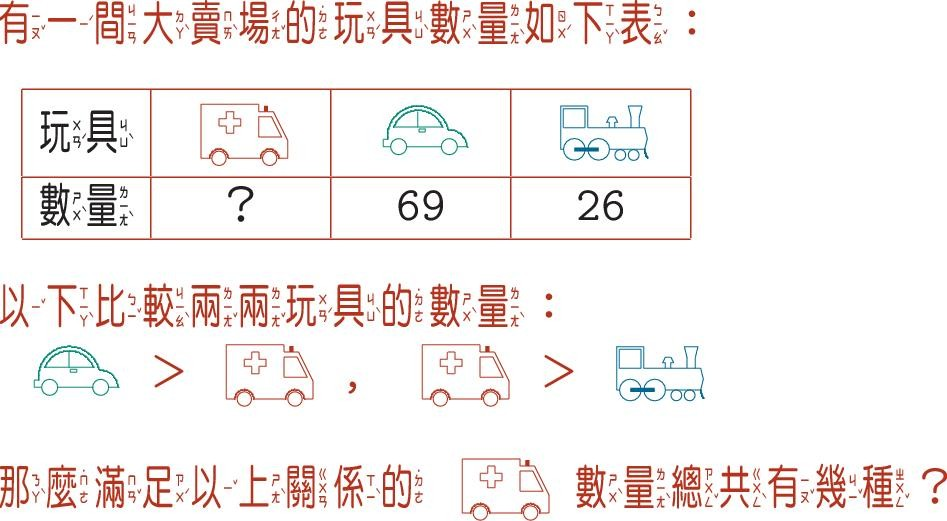 有一間大賣場的玩具數量如下表：
玩具
數量 ? 69 26
以下比較兩兩玩具的數量：
> , >
那麼滿足以上關係的 數量總共有幾種？